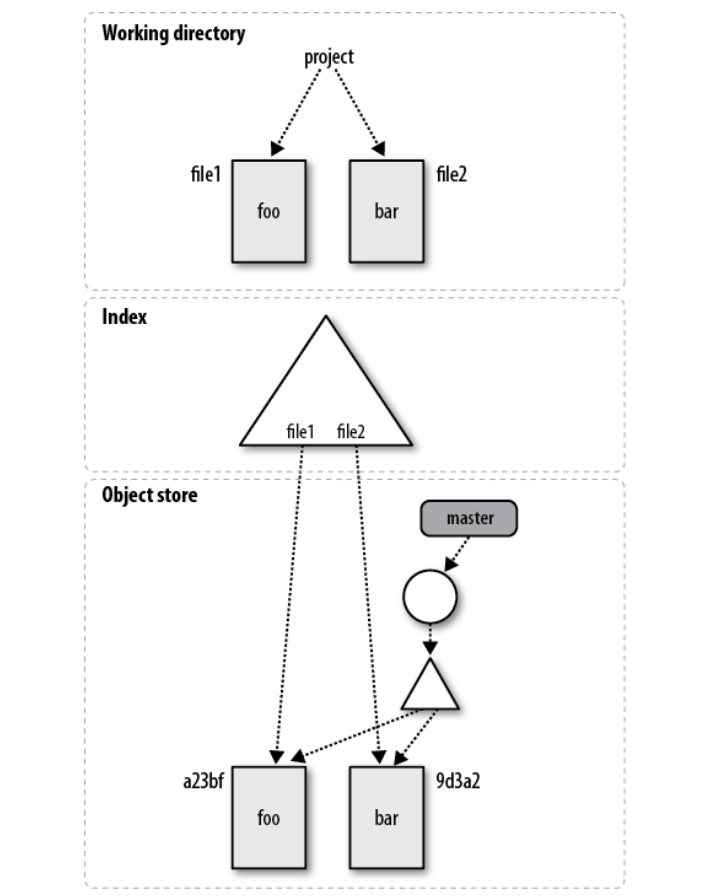 Working directory
project
file1
file2
foo
bar
Index
file1
file2
Object store
master
a23bf
9d3a2
foo
bar